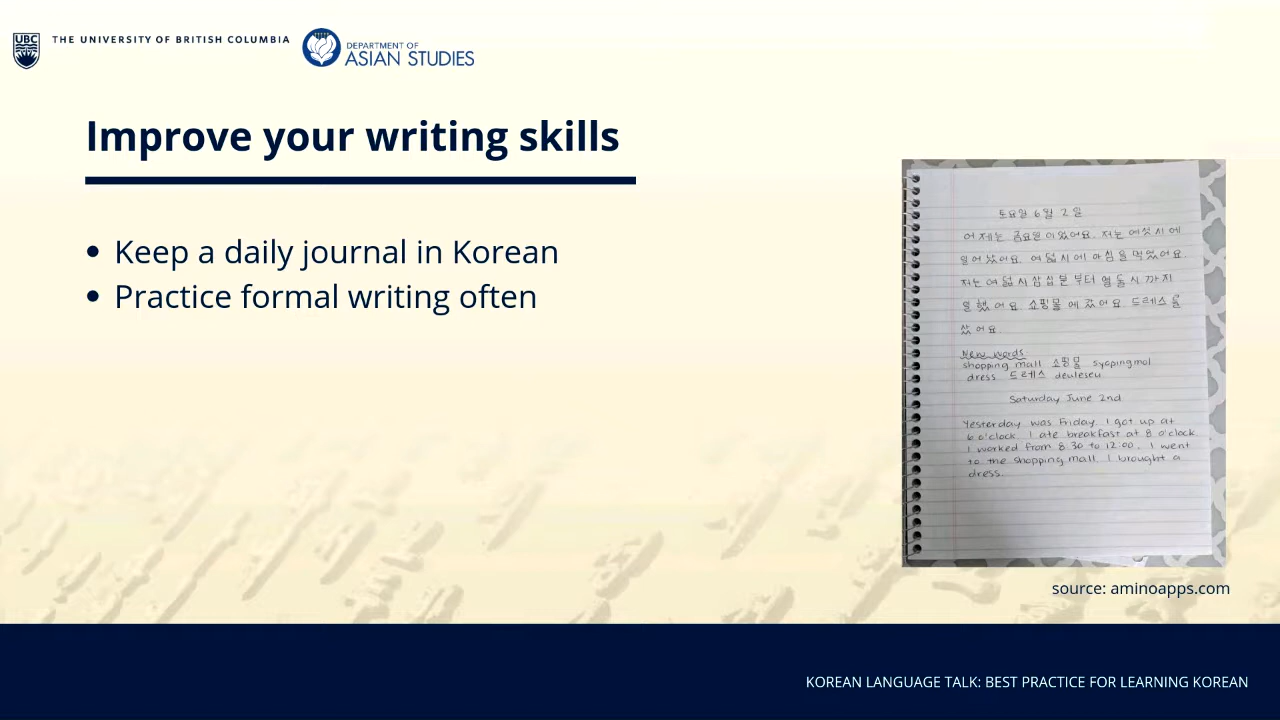 UBC
THE UNIVERSITY OF BRITISH COLUMBIA
DEPARTMENT OF
ASIAN STUDIES
Improve your writing skills
• Keep a daily journal in Korean
• Practice formal writing often
토요일 6월 2일
어제는 금요일이었어요. 저는 여섯시에
일어났어요. 여덟시에 아침을 먹었어요.
저는 여덟시 삼십분부터 열둘시까지
일했어요. 쇼핑몰에 갔어요. 드레스를
샀어요.
New words
shopping mall 쇼핑몰 syopingmol
dress 드레스 deuleseu
Saturday June 2nd
Yesterday was Friday. I got up at
6 o'clock. I ate breakfast at 8 o'clock.
I worked from 8:30 to 12:00. I went
to the shopping mall. I brought a
dress.
source: aminoapps.com
KOREAN LANGUAGE TALK: BEST PRACTICE FOR LEARNING KOREAN